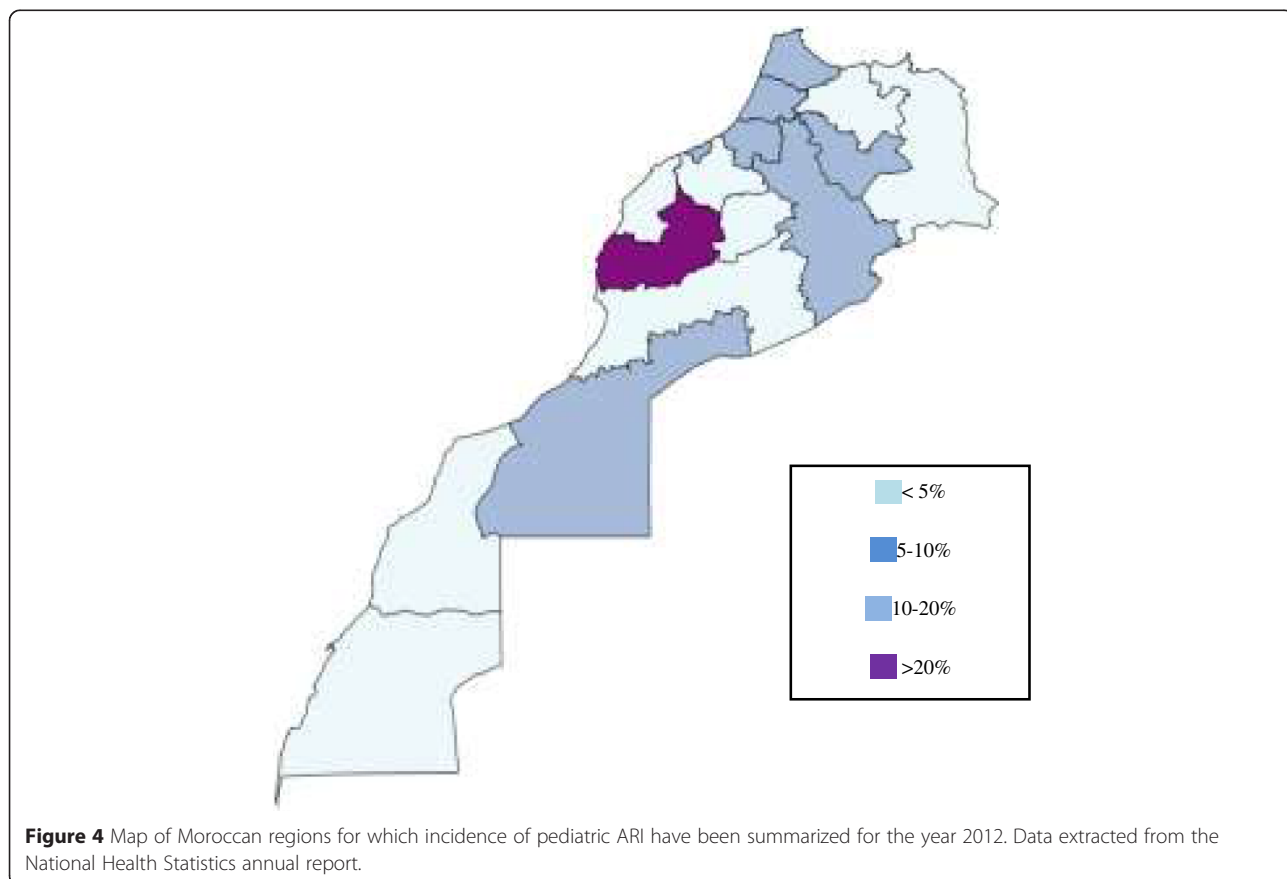 < 5%
5-10%
10-20%
>20%
Figure 4 Map of Moroccan regions for which incidence of pediatric ARI have been summarized for the year 2012. Data extracted from the
National Health Statistics annual report.